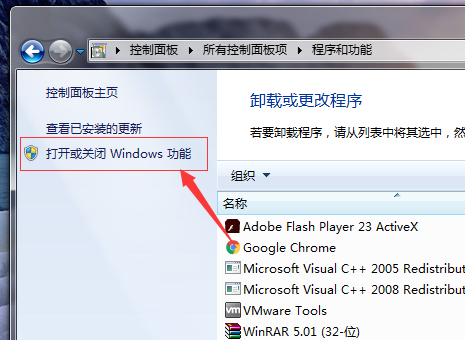 控制面板 所有控制面板项 程序和功能
控制面板主页
查看已安装的更新
打开或关闭 Windows 功能
卸载或更改程序
若要卸载程序，请从列表中将其选中，然
组织
名称
Adobe Flash Player 23 ActiveX
Google Chrome
Microsoft Visual C++ 2005 Redistribut
Microsoft Visual C++ 2008 Redistribut
VMware Tools
WinRAR 5.01 (32-位)